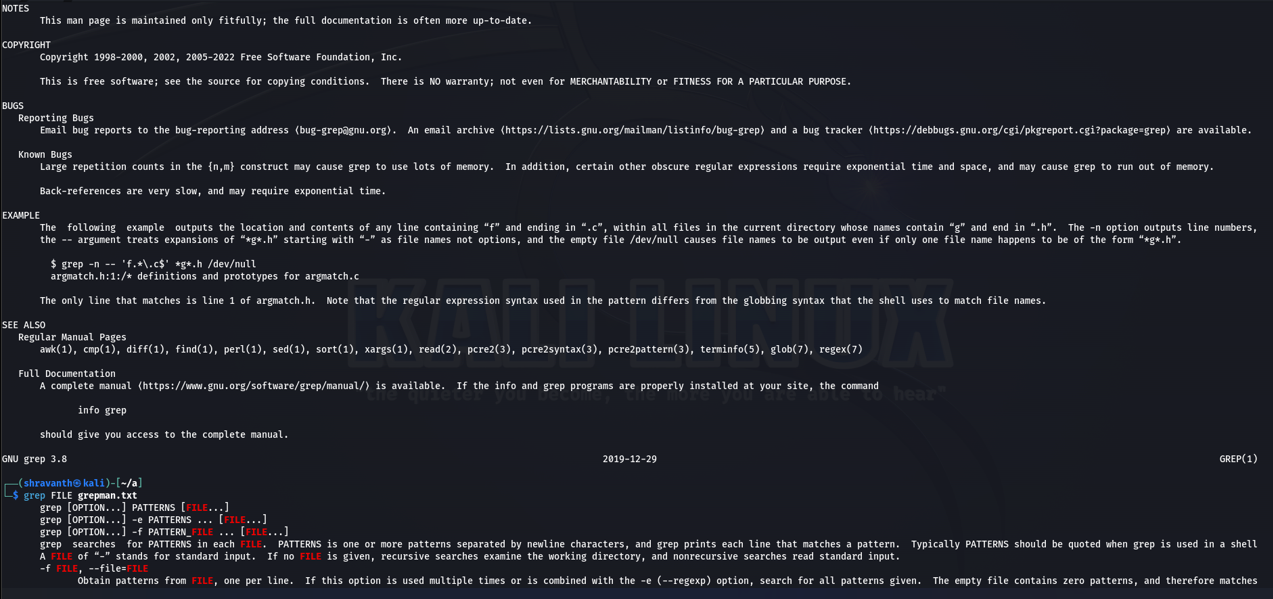 NOTES
This man page is maintained only fitfully; the full documentation is often more up-to-date.
COPYRIGHT
Copyright 1998-2000, 2002, 2005-2022 Free Software Foundation, Inc.
This is free software; see the source for copying conditions.  There is NO warranty; not even for MERCHANTABILITY or FITNESS FOR A PARTICULAR PURPOSE.
BUGS
Reporting Bugs
Email bug reports to the bug-reporting address ⟨bug-grep@gnu.org⟩.  An email archive ⟨https://lists.gnu.org/mailman/listinfo/bug-grep⟩ and a bug tracker ⟨https://debbugs.gnu.org/cgi/pkgreport.cgi?package=grep⟩ are available.
Known Bugs
Large repetition counts in the {n,m} construct may cause grep to use lots of memory.  In addition, certain other obscure regular expressions require exponential time and space, and may cause grep to run out of memory.
Back-references are very slow, and may require exponential time.
EXAMPLE
The  following  example  outputs the location and contents of any line containing “f” and ending in “.c”, within all files in the current directory whose names contain “g” and end in “.h”.  The -n option outputs line numbers,
the -- argument treats expansions of “*g*.h” starting with “-” as file names not options, and the empty file /dev/null causes file names to be output even if only one file name happens to be of the form “*g*.h”.
$ grep -n -- 'f.*\.c$' *g*.h /dev/null
argmatch.h:1:/* definitions and prototypes for argmatch.c
The only line that matches is line 1 of argmatch.h.  Note that the regular expression syntax used in the pattern differs from the globbing syntax that the shell uses to match file names.
KALI LINUX
SEE ALSO
Regular Manual Pages
awk(1), cmp(1), diff(1), find(1), perl(1), sed(1), sort(1), xargs(1), read(2), pcre2(3), pcre2syntax(3), pcre2pattern(3), terminfo(5), glob(7), regex(7)
Full Documentation
A complete manual ⟨https://www.gnu.org/software/grep/manual/⟩ is available.  If the info and grep programs are properly installed at your site, the command
the quieter you become, the more you are able to hear"
info grep
should give you access to the complete manual.
GNU grep 3.8 2019-12-29 GREP(1)
┌──(shravanth㉿kali)-[~/a]
└─$ grep FILE grepman.txt
grep [OPTION...] PATTERNS [FILE...]
grep [OPTION...] -e PATTERNS ... [FILE...]
grep [OPTION...] -f PATTERN_FILE ... [FILE...]
grep  searches  for PATTERNS in each FILE.  PATTERNS is one or more patterns separated by newline characters, and grep prints each line that matches a pattern.  Typically PATTERNS should be quoted when grep is used in a shell
A FILE of “-” stands for standard input.  If no FILE is given, recursive searches examine the working directory, and nonrecursive searches read standard input.
-f FILE, --file=FILE
Obtain patterns from FILE, one per line.  If this option is used multiple times or is combined with the -e (--regexp) option, search for all patterns given.  The empty file contains zero patterns, and therefore matches